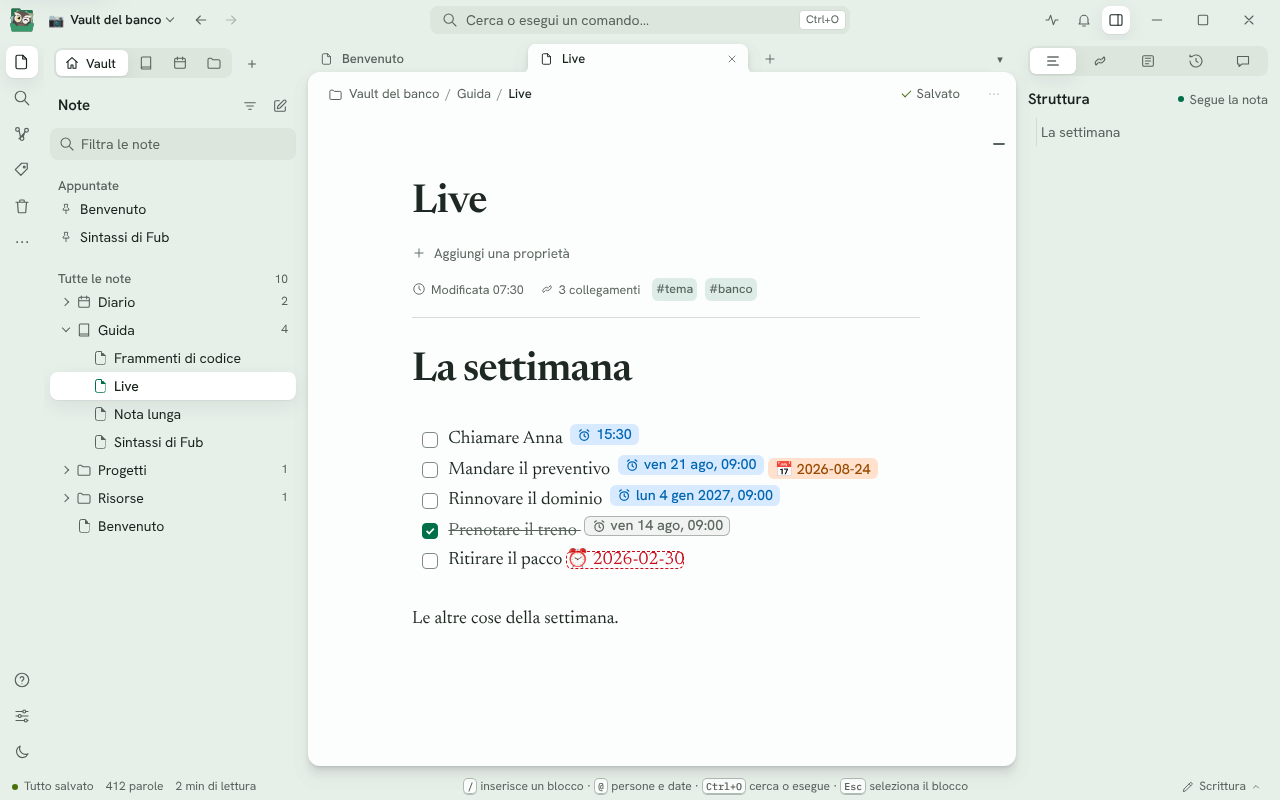 Vault del banco
Cerca o esegui un comando…
Ctrl+O
Vault
Benvenuto
Live
Note
Filtra le note
Appuntate
Benvenuto
Sintassi di Fub
Tutte le note 10
Diario 2
Guida 4
Frammenti di codice
Live
Nota lunga
Sintassi di Fub
Progetti 1
Risorse 1
Benvenuto
Vault del banco / Guida / Live
Salvato
Live
Aggiungi una proprietà
Modificata 07:30 3 collegamenti #tema #banco
La settimana
Chiamare Anna 15:30
Mandare il preventivo ven 21 ago, 09:00 📅 2026-08-24
Rinnovare il dominio lun 4 gen 2027, 09:00
Prenotare il treno ven 14 ago, 09:00
Ritirare il pacco ⏰ 2026-02-30
Le altre cose della settimana.
Struttura
Segue la nota
La settimana
Tutto salvato 412 parole 2 min di lettura
/ inserisce un blocco · @ persone e date · Ctrl+O cerca o esegue · Esc seleziona il blocco
Scrittura